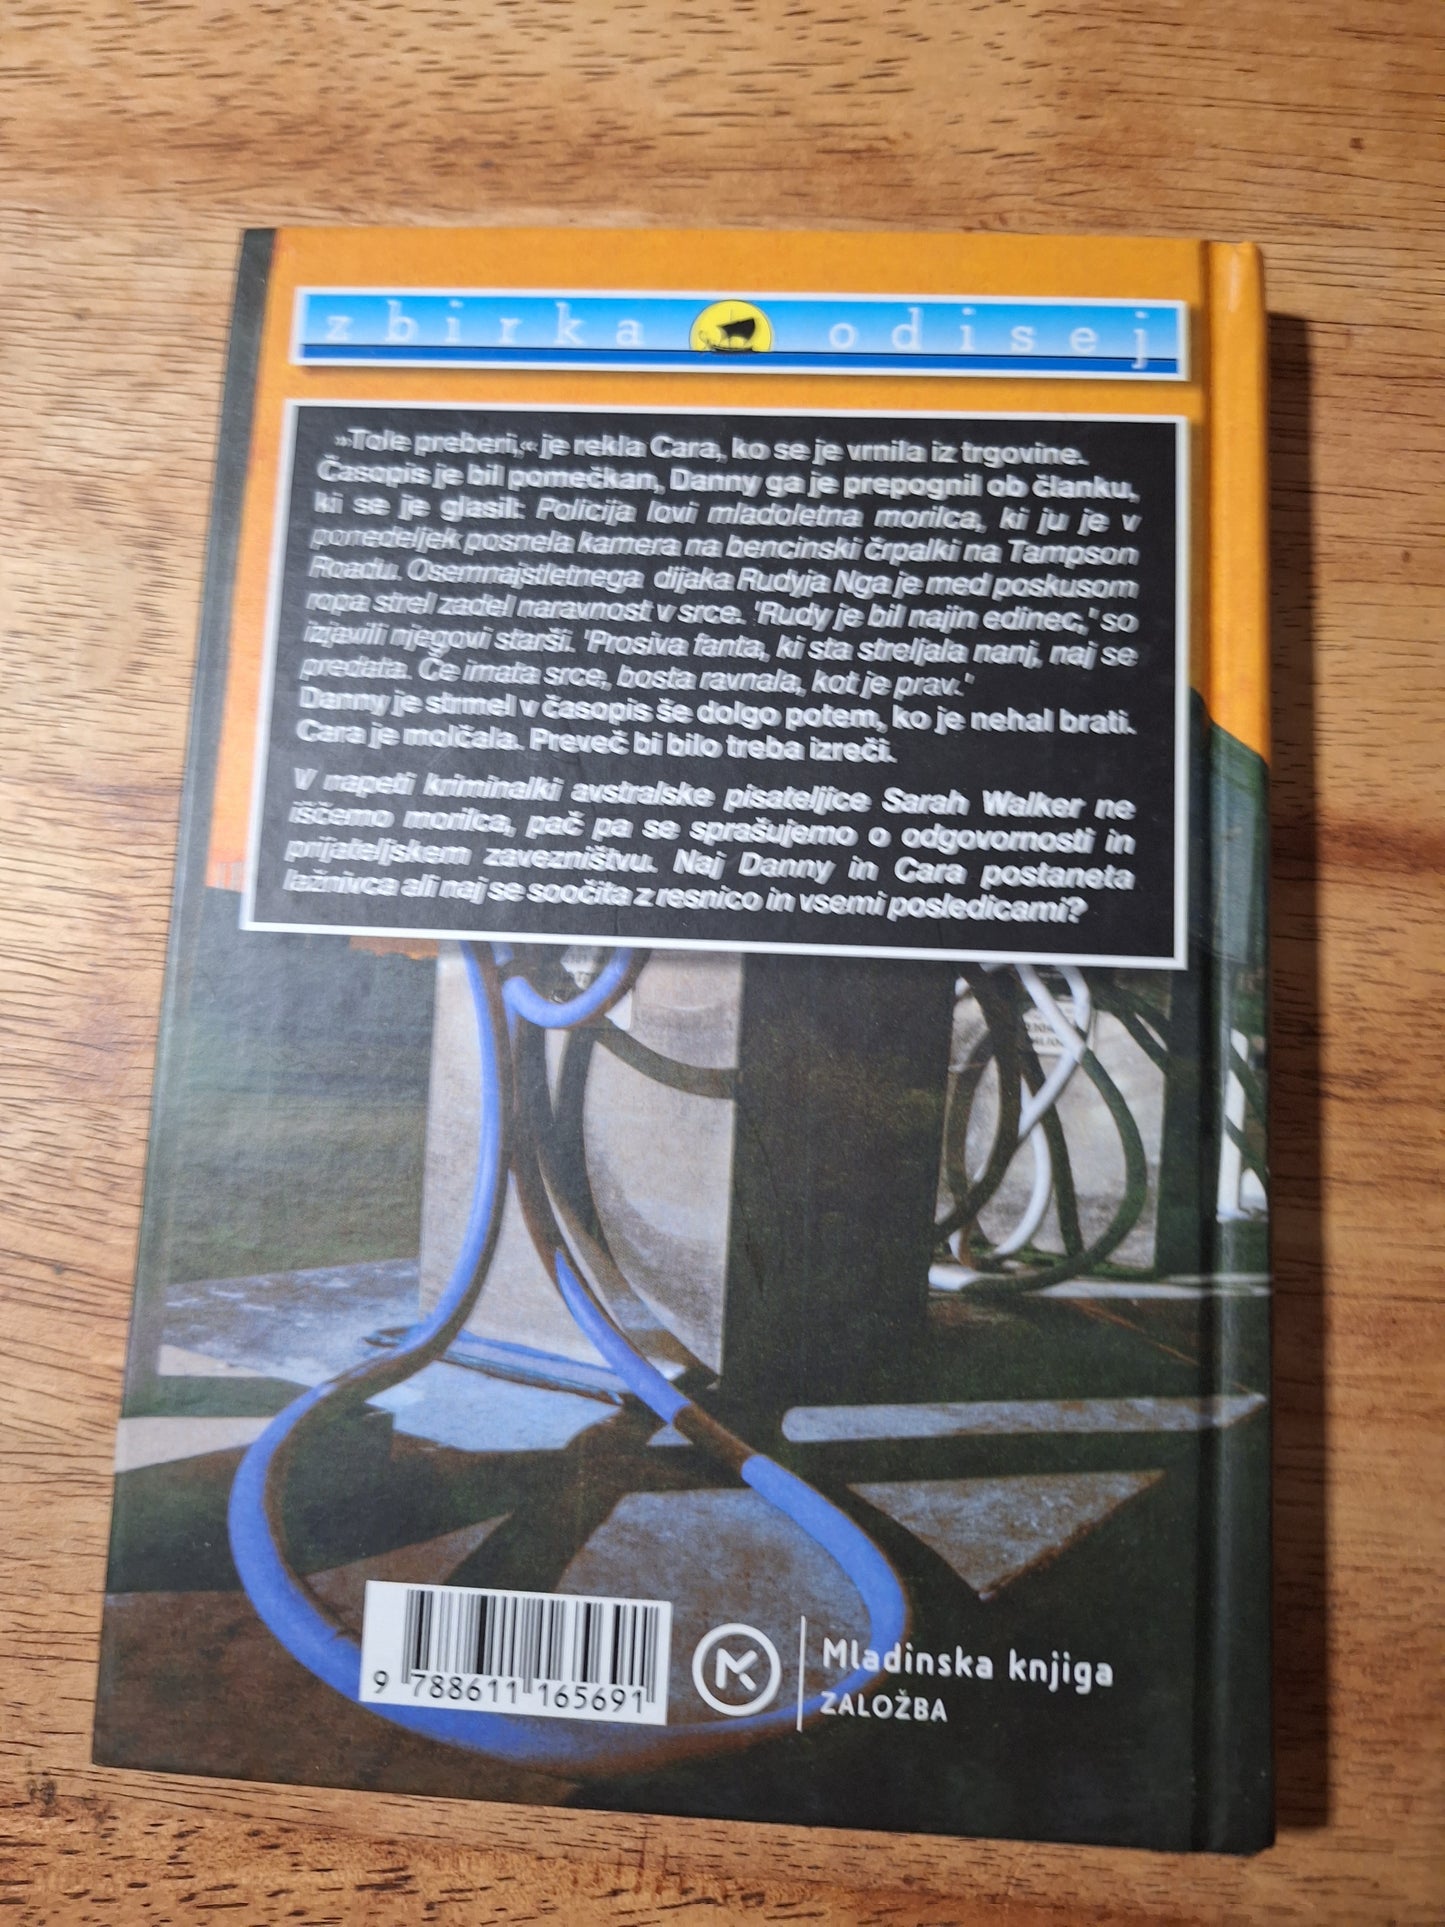 zbirka odisej
»Tole preberi,« je rekla Cara, ko se je vrnila iz trgovine.
Časopis je bil pomečkan, Danny ga je prepognil ob članku,
ki se je glasil: Policija lovi mladoletna morilca, ki ju je v
ponedeljek posnela kamera na bencinski črpalki na Tampson
Roadu. Osemnajstletnega dijaka Rudyja Nga je med poskusom
ropa strel zadel naravnost v srce. 'Rudy je bil najin edinec,' so
izjavili njegovi starši. 'Prosiva fanta, ki sta streljala nanj, naj se
predata. Če imata srce, bosta ravnala, kot je prav.'
Danny je strmel v časopis še dolgo potem, ko je nehal brati.
Cara je molčala. Preveč bi bilo treba izreči.
V napeti kriminalki avstralske pisateljice Sarah Walker ne
iščemo morilca, pač pa se sprašujemo o odgovornosti in
prijateljskem zavezništvu. Naj Danny in Cara postaneta
lažnivca ali naj se soočita z resnico in vsemi posledicami?
9 788611 165691
Mladinska knjiga
ZALOŽBA